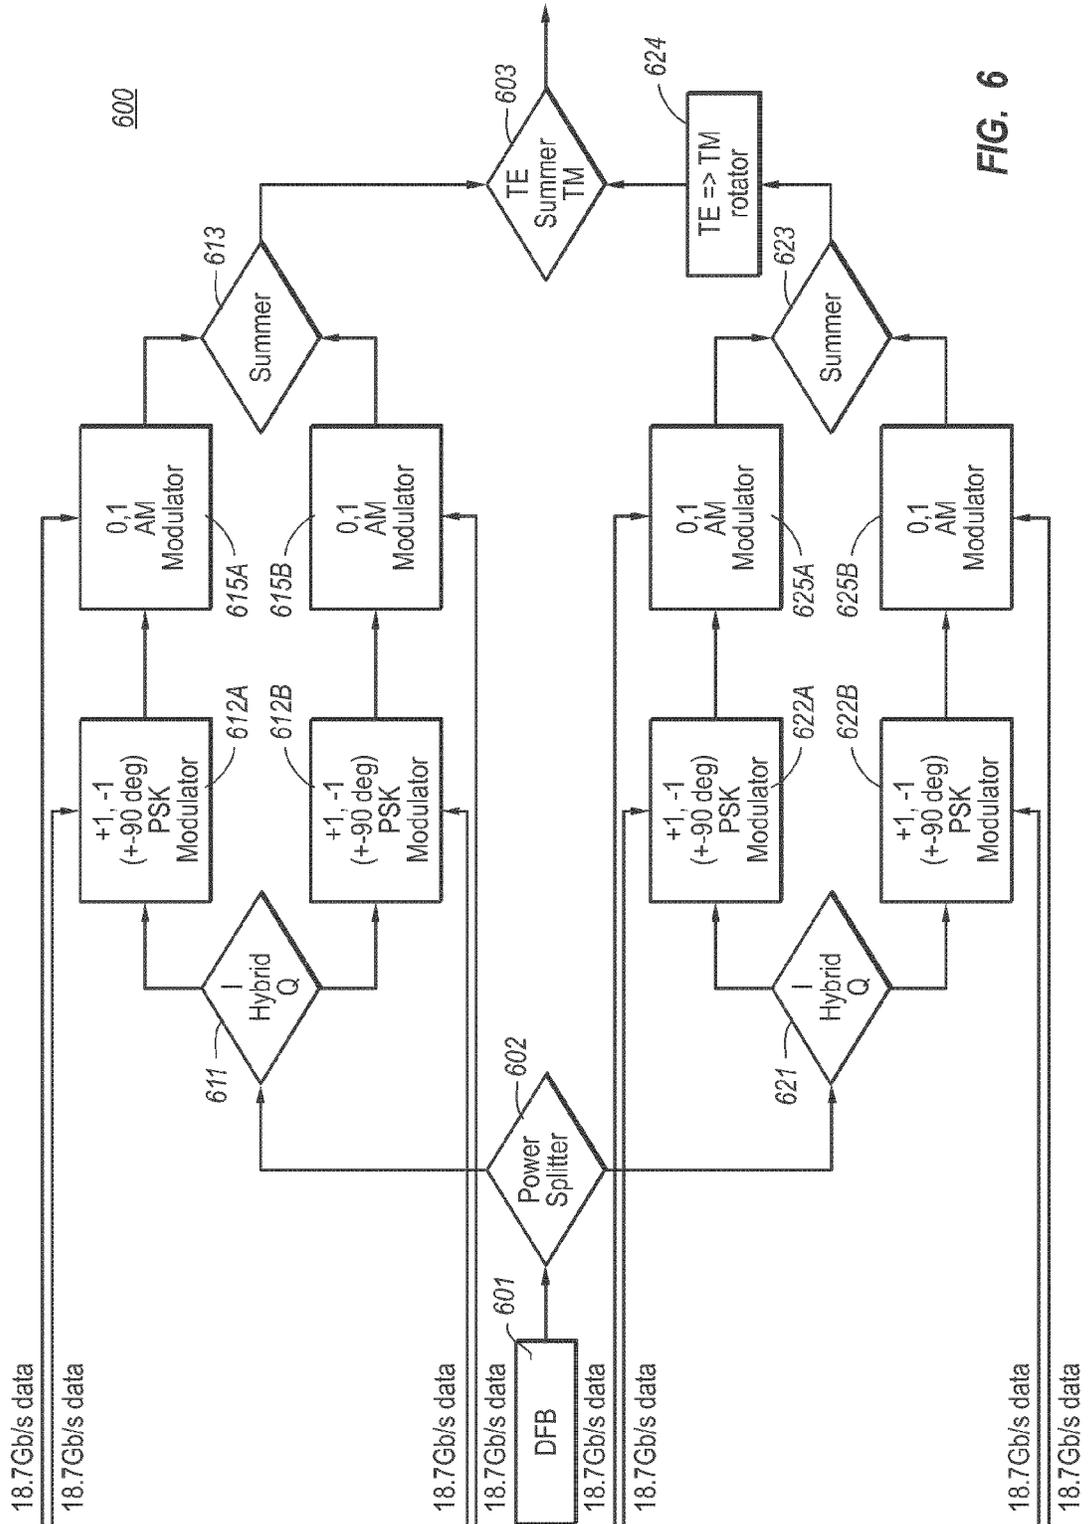 18.7Gb/s data
18.7Gb/s data
+1, -1
(+-90 deg)
PSK
Modulator
612A
0,1
AM
Modulator
615A
600
I
Hybrid
Q
611
Summer
613
+1, -1
(+-90 deg)
PSK
Modulator
612B
0,1
AM
Modulator
615B
18.7Gb/s data
18.7Gb/s data
DFB
601
Power
Splitter
602
TE
Summer
TM
603
18.7Gb/s data
18.7Gb/s data
+1, -1
(+-90 deg)
PSK
Modulator
622A
0,1
AM
Modulator
625A
TE => TM
rotator
624
I
Hybrid
Q
621
Summer
623
+1, -1
(+-90 deg)
PSK
Modulator
622B
0,1
AM
Modulator
625B
18.7Gb/s data
18.7Gb/s data
FIG. 6